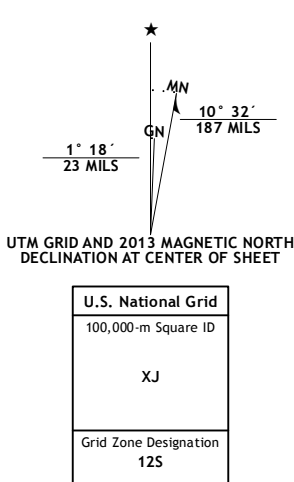 ★
MN
10° 32´
187 MILS
GN
1° 18´
23 MILS
UTM GRID AND 2013 MAGNETIC NORTH
DECLINATION AT CENTER OF SHEET
U.S. National Grid
100,000-m Square ID
XJ
Grid Zone Designation
12S